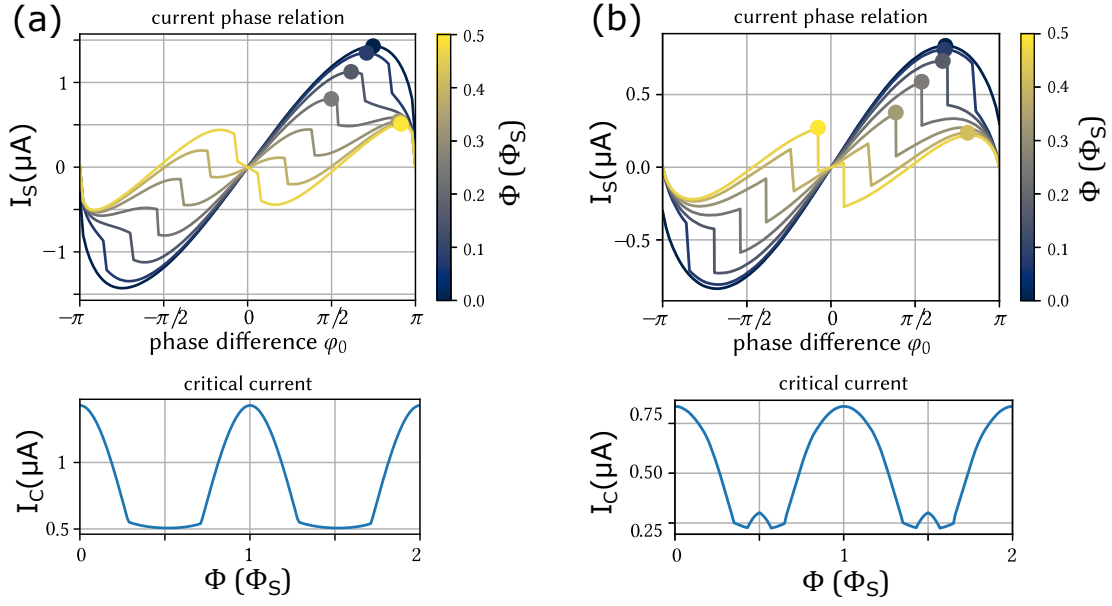 (a)
current phase relation
I_S(μA)
1
0
−1
−π
−π/2
0
π/2
π
phase difference φ₀
0.5
0.4
0.3
0.2
0.1
0.0
Φ (Φ_S)
critical current
I_C(μA)
1
0.5
0
1
2
Φ (Φ_S)
(b)
current phase relation
I_S(μA)
0.5
0.0
−0.5
−π
−π/2
0
π/2
π
phase difference φ₀
0.5
0.4
0.3
0.2
0.1
0.0
Φ (Φ_S)
critical current
I_C(μA)
0.75
0.50
0.25
0
1
2
Φ (Φ_S)